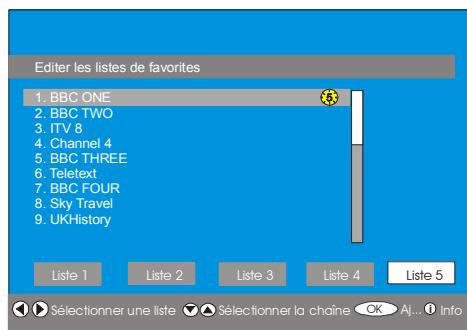 Editer les listes de favorites
1. BBC ONE 5
2. BBC TWO
3. ITV 8
4. Channel 4
5. BBC THREE
6. Teletext
7. BBC FOUR
8. Sky Travel
9. UKHistory
Liste 1 Liste 2 Liste 3 Liste 4 Liste 5
Sélectionner une liste Sélectionner la chaîne OK Aj... i Info